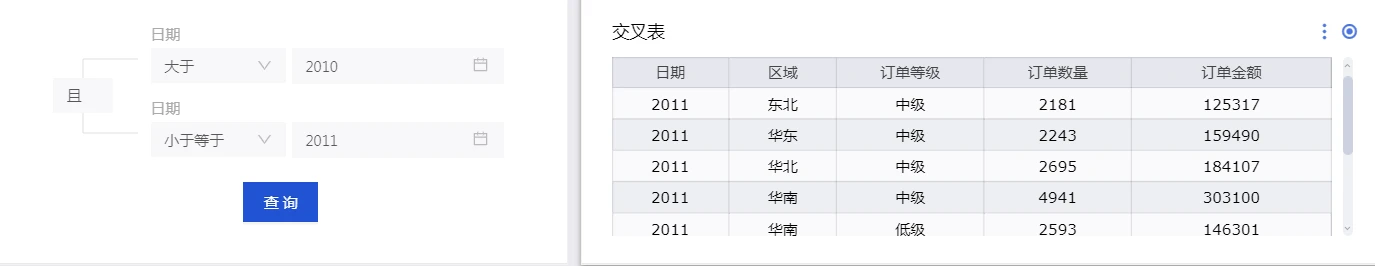 日期
大于 2010
且
日期
小于等于 2011
查询
交叉表
日期 区域 订单等级 订单数量 订单金额
2011 东北 中级 2181 125317
2011 华东 中级 2243 159490
2011 华北 中级 2695 184107
2011 华南 中级 4941 303100
2011 华南 低级 2593 146301